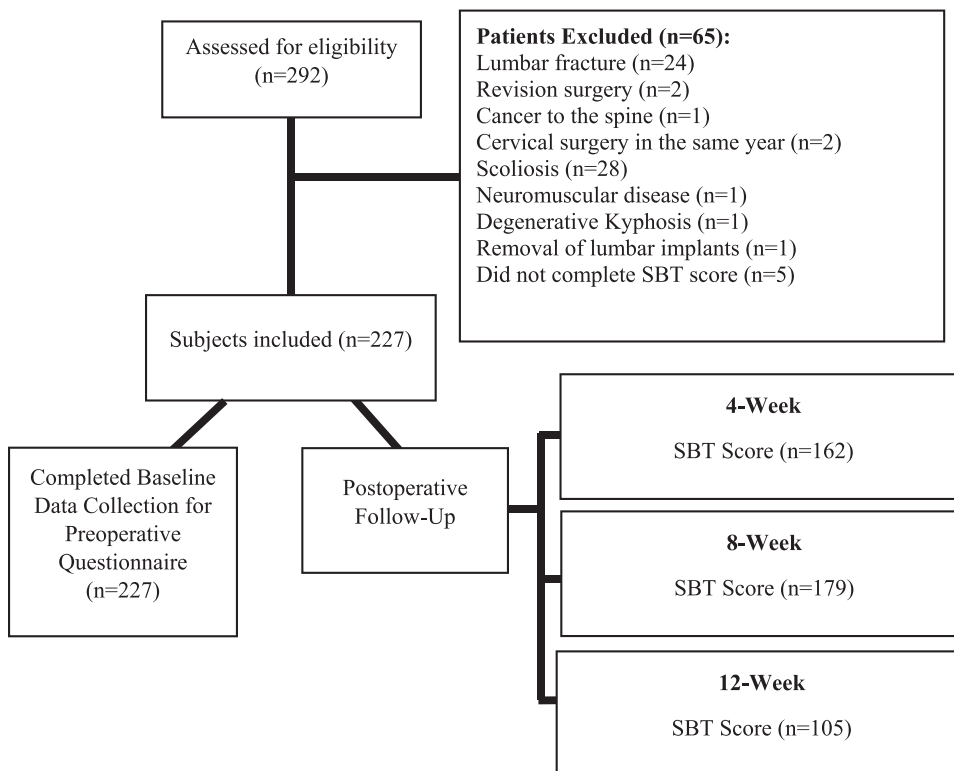 Assessed for eligibility
(n=292)
Patients Excluded (n=65):
Lumbar fracture (n=24)
Revision surgery (n=2)
Cancer to the spine (n=1)
Cervical surgery in the same year (n=2)
Scoliosis (n=28)
Neuromuscular disease (n=1)
Degenerative Kyphosis (n=1)
Removal of lumbar implants (n=1)
Did not complete SBT score (n=5)
Subjects included (n=227)
Completed Baseline
Data Collection for
Preoperative
Questionnaire
(n=227)
Postoperative
Follow-Up
4-Week
SBT Score (n=162)
8-Week
SBT Score (n=179)
12-Week
SBT Score (n=105)